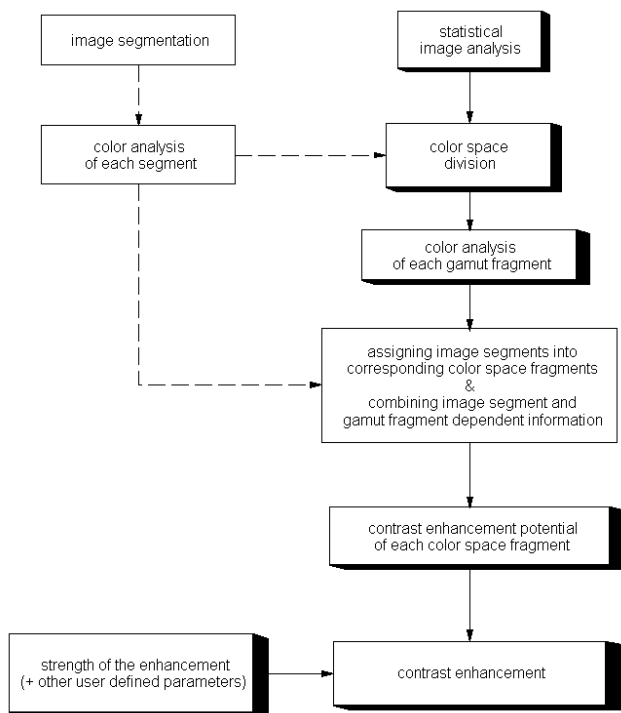 image segmentation
statistical
image analysis
color analysis
of each segment
color space
division
color analysis
of each gamut fragment
assigning image segments into
corresponding color space fragments
&
combining image segment and
gamut fragment dependent information
contrast enhancement potential
of each color space fragment
strength of the enhancement
(+ other user defined parameters)
contrast enhancement